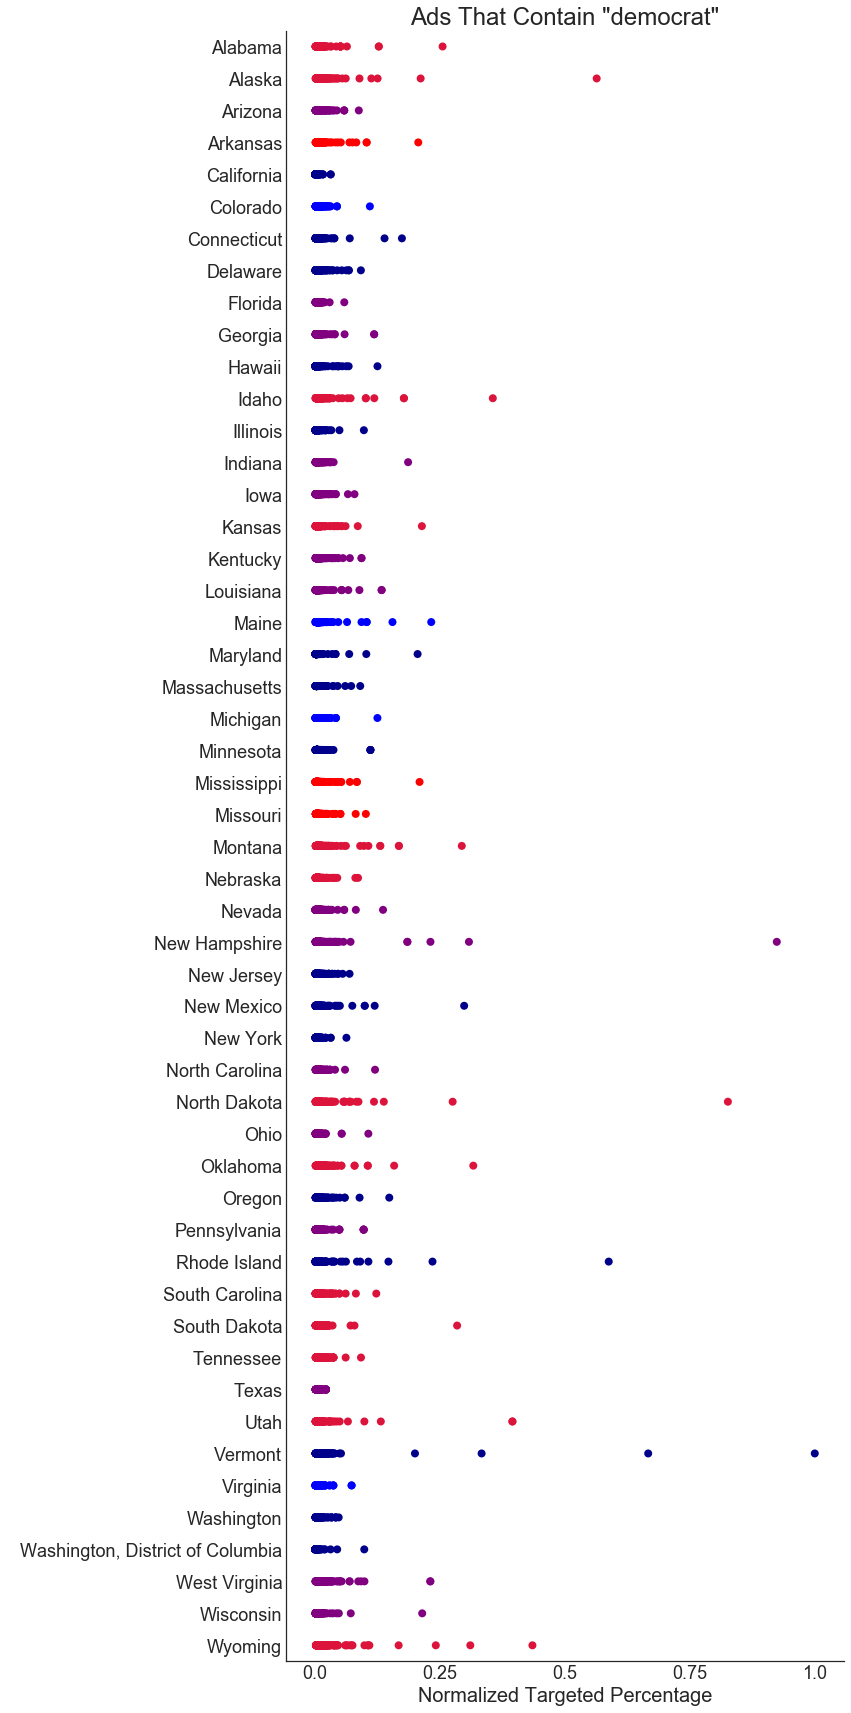 Ads That Contain "democrat"
Alabama
Alaska
Arizona
Arkansas
California
Colorado
Connecticut
Delaware
Florida
Georgia
Hawaii
Idaho
Illinois
Indiana
Iowa
Kansas
Kentucky
Louisiana
Maine
Maryland
Massachusetts
Michigan
Minnesota
Mississippi
Missouri
Montana
Nebraska
Nevada
New Hampshire
New Jersey
New Mexico
New York
North Carolina
North Dakota
Ohio
Oklahoma
Oregon
Pennsylvania
Rhode Island
South Carolina
South Dakota
Tennessee
Texas
Utah
Vermont
Virginia
Washington
Washington, District of Columbia
West Virginia
Wisconsin
Wyoming
0.0 0.25 0.5 0.75 1.0
Normalized Targeted Percentage